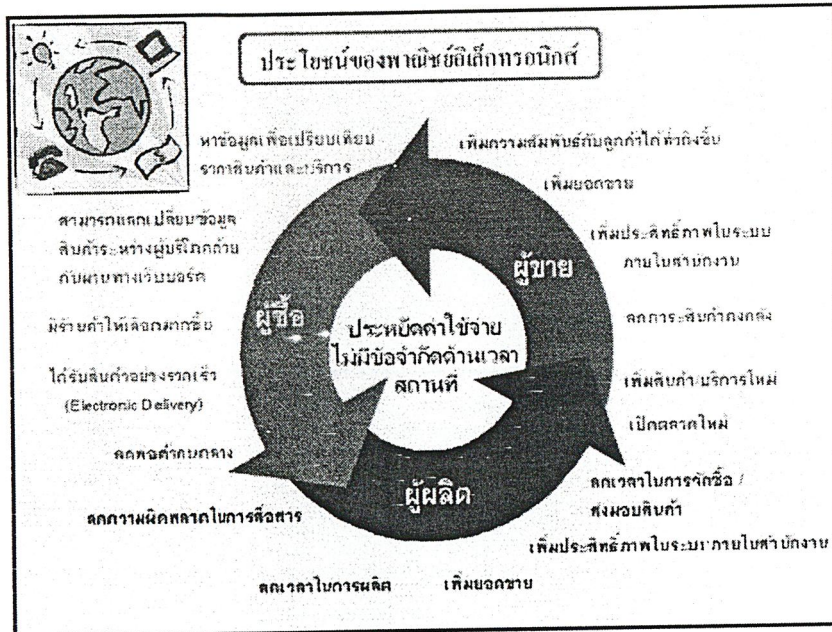 ประโยชน์ของพาณิชย์อิเล็กทรอนิกส์
หาข้อมูลเพื่อเปรียบเทียบ
ราคาสินค้าและบริการ
สามารถแลกเปลี่ยนข้อมูล
สินค้าระหว่างผู้บริโภคด้วย
กันผ่านทางเว็บบอร์ด
มีร้านค้าให้เลือกมากขึ้น
ได้รับสินค้าอย่างรวดเร็ว
(Electronic Delivery)
ลดพ่อค้าคนกลาง
ผู้ซื้อ
ประหยัดค่าใช้จ่าย
ไม่มีข้อจำกัดด้านเวลา
สถานที่
ผู้ขาย
เพิ่มความสัมพันธ์กับลูกค้าได้ทั่วถึงขึ้น
เพิ่มยอดขาย
เพิ่มประสิทธิ์ภาพในระบบ
ภายในสำนักงาน
ลดภาระสินค้าคงคลัง
เพิ่มสินค้า/บริการใหม่
เปิดตลาดใหม่
ผู้ผลิต
ลดเวลาในการจัดซื้อ /
ส่งมอบสินค้า
เพิ่มประสิทธิ์ภาพในระบบภายในสำนักงาน
ลดความผิดพลาดในการสื่อสาร
ลดเวลาในการผลิต
เพิ่มยอดขาย